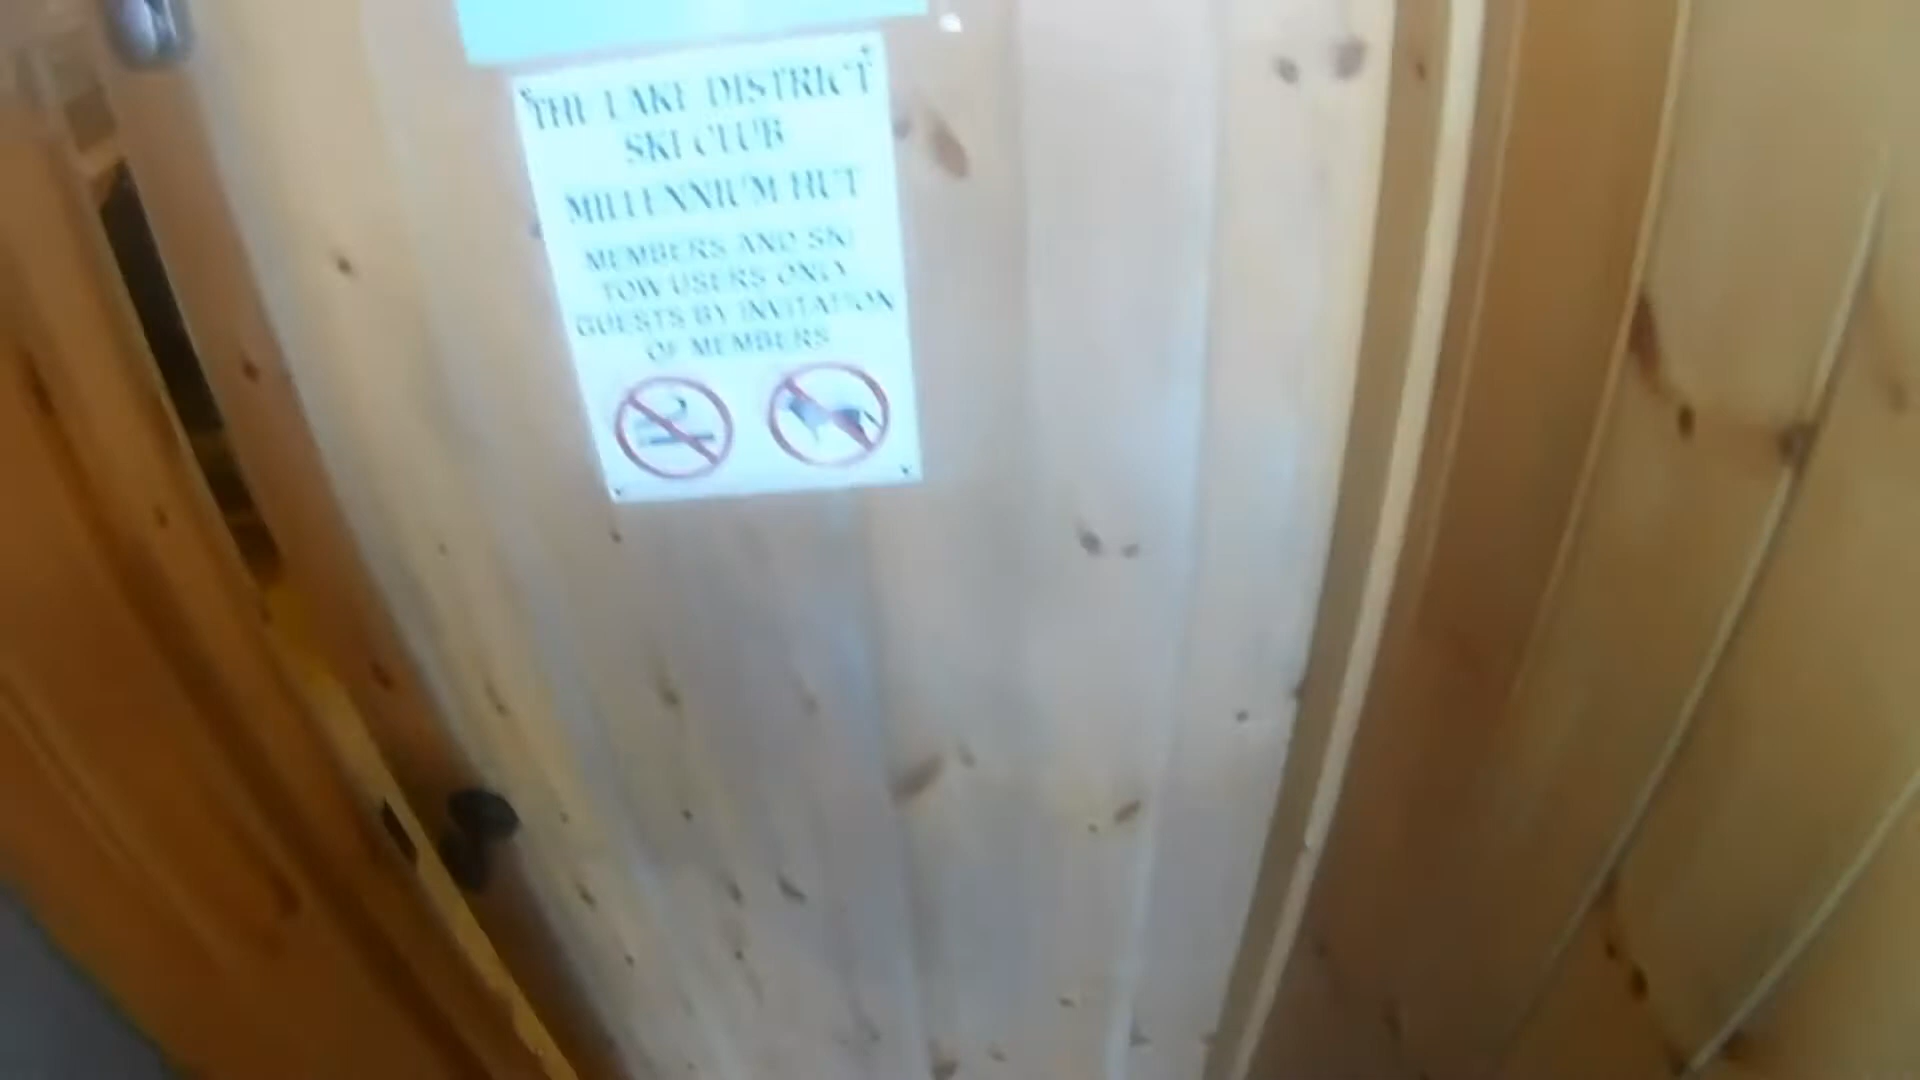 THE LAKE DISTRICT
SKI CLUB
MILLENNIUM HUT
MEMBERS AND SKI
TOW USERS ONLY
GUESTS BY INVITATION
OF MEMBERS